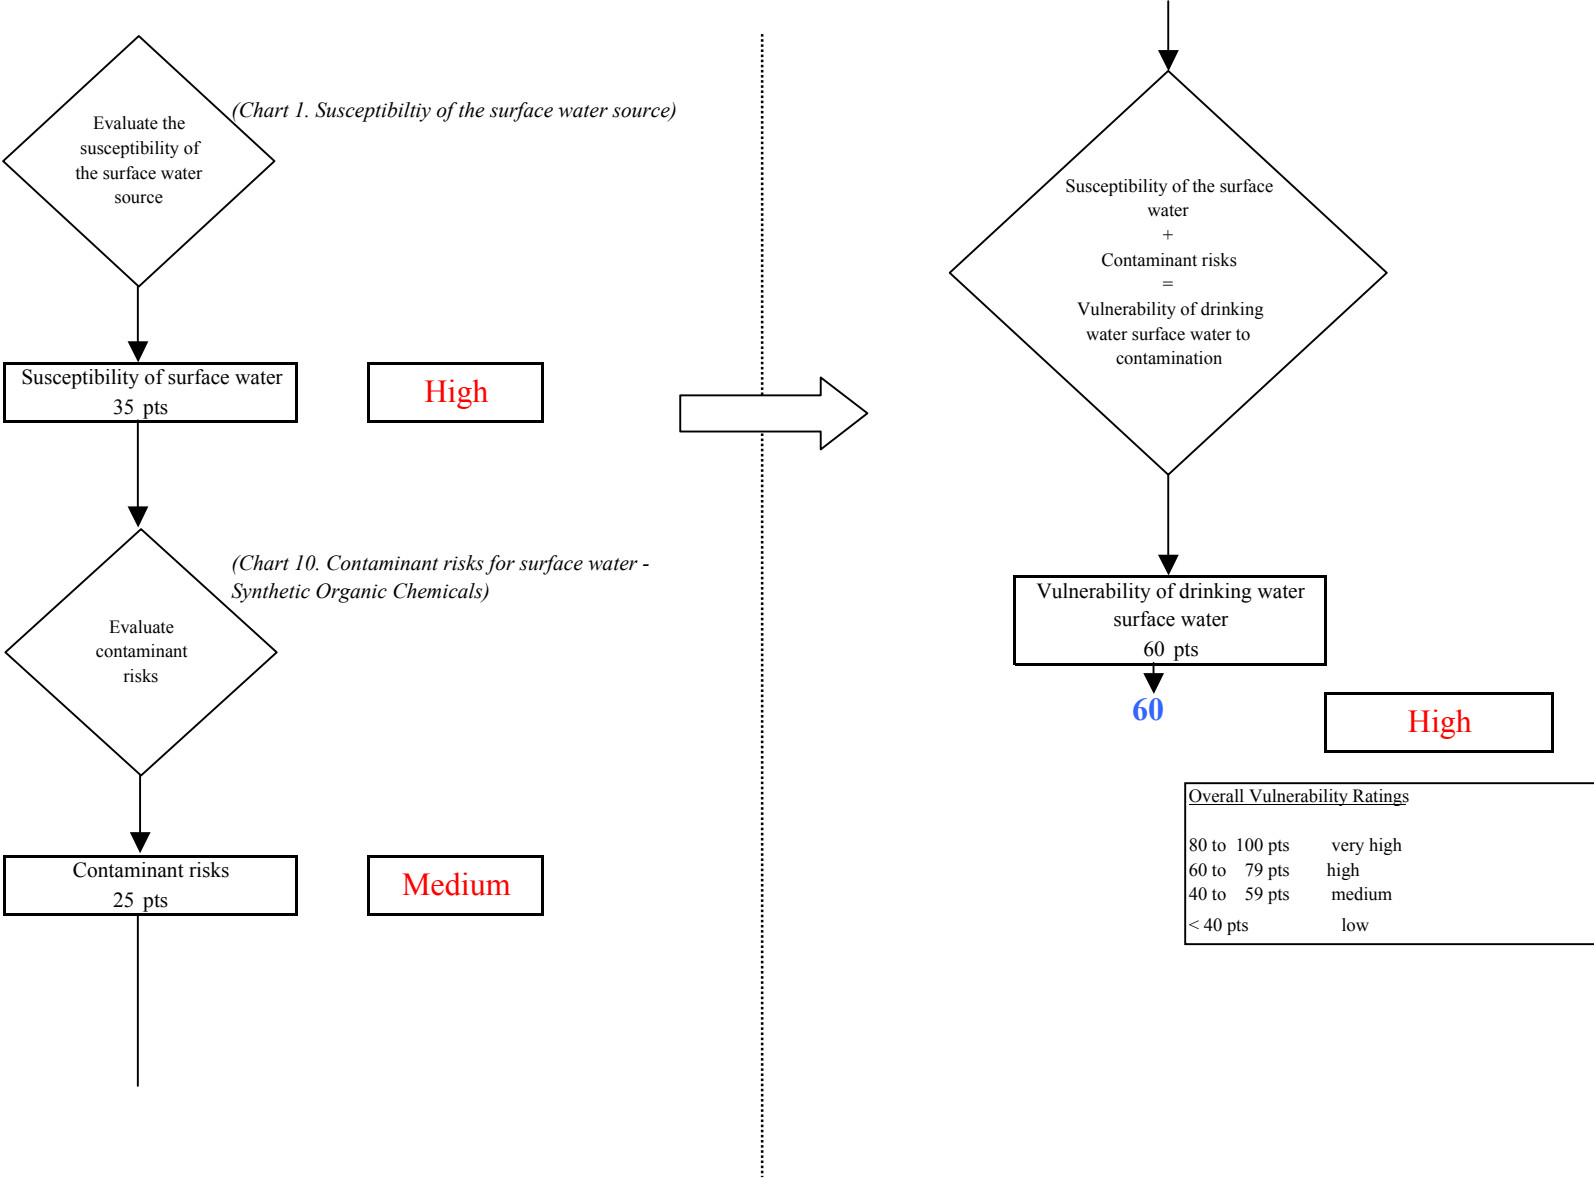 Evaluate the
susceptibility of
the surface water
source
(Chart 1. Susceptibiltiy of the surface water source)
Susceptibility of surface water
35 pts
High
Evaluate
contaminant
risks
(Chart 10. Contaminant risks for surface water -
Synthetic Organic Chemicals)
Contaminant risks
25 pts
Medium
Susceptibility of the surface
water
+
Contaminant risks
=
Vulnerability of drinking
water surface water to
contamination
Vulnerability of drinking water
surface water
60 pts
60
High
Overall Vulnerability Ratings
80 to 100 pts very high
60 to 79 pts high
40 to 59 pts medium
< 40 pts low